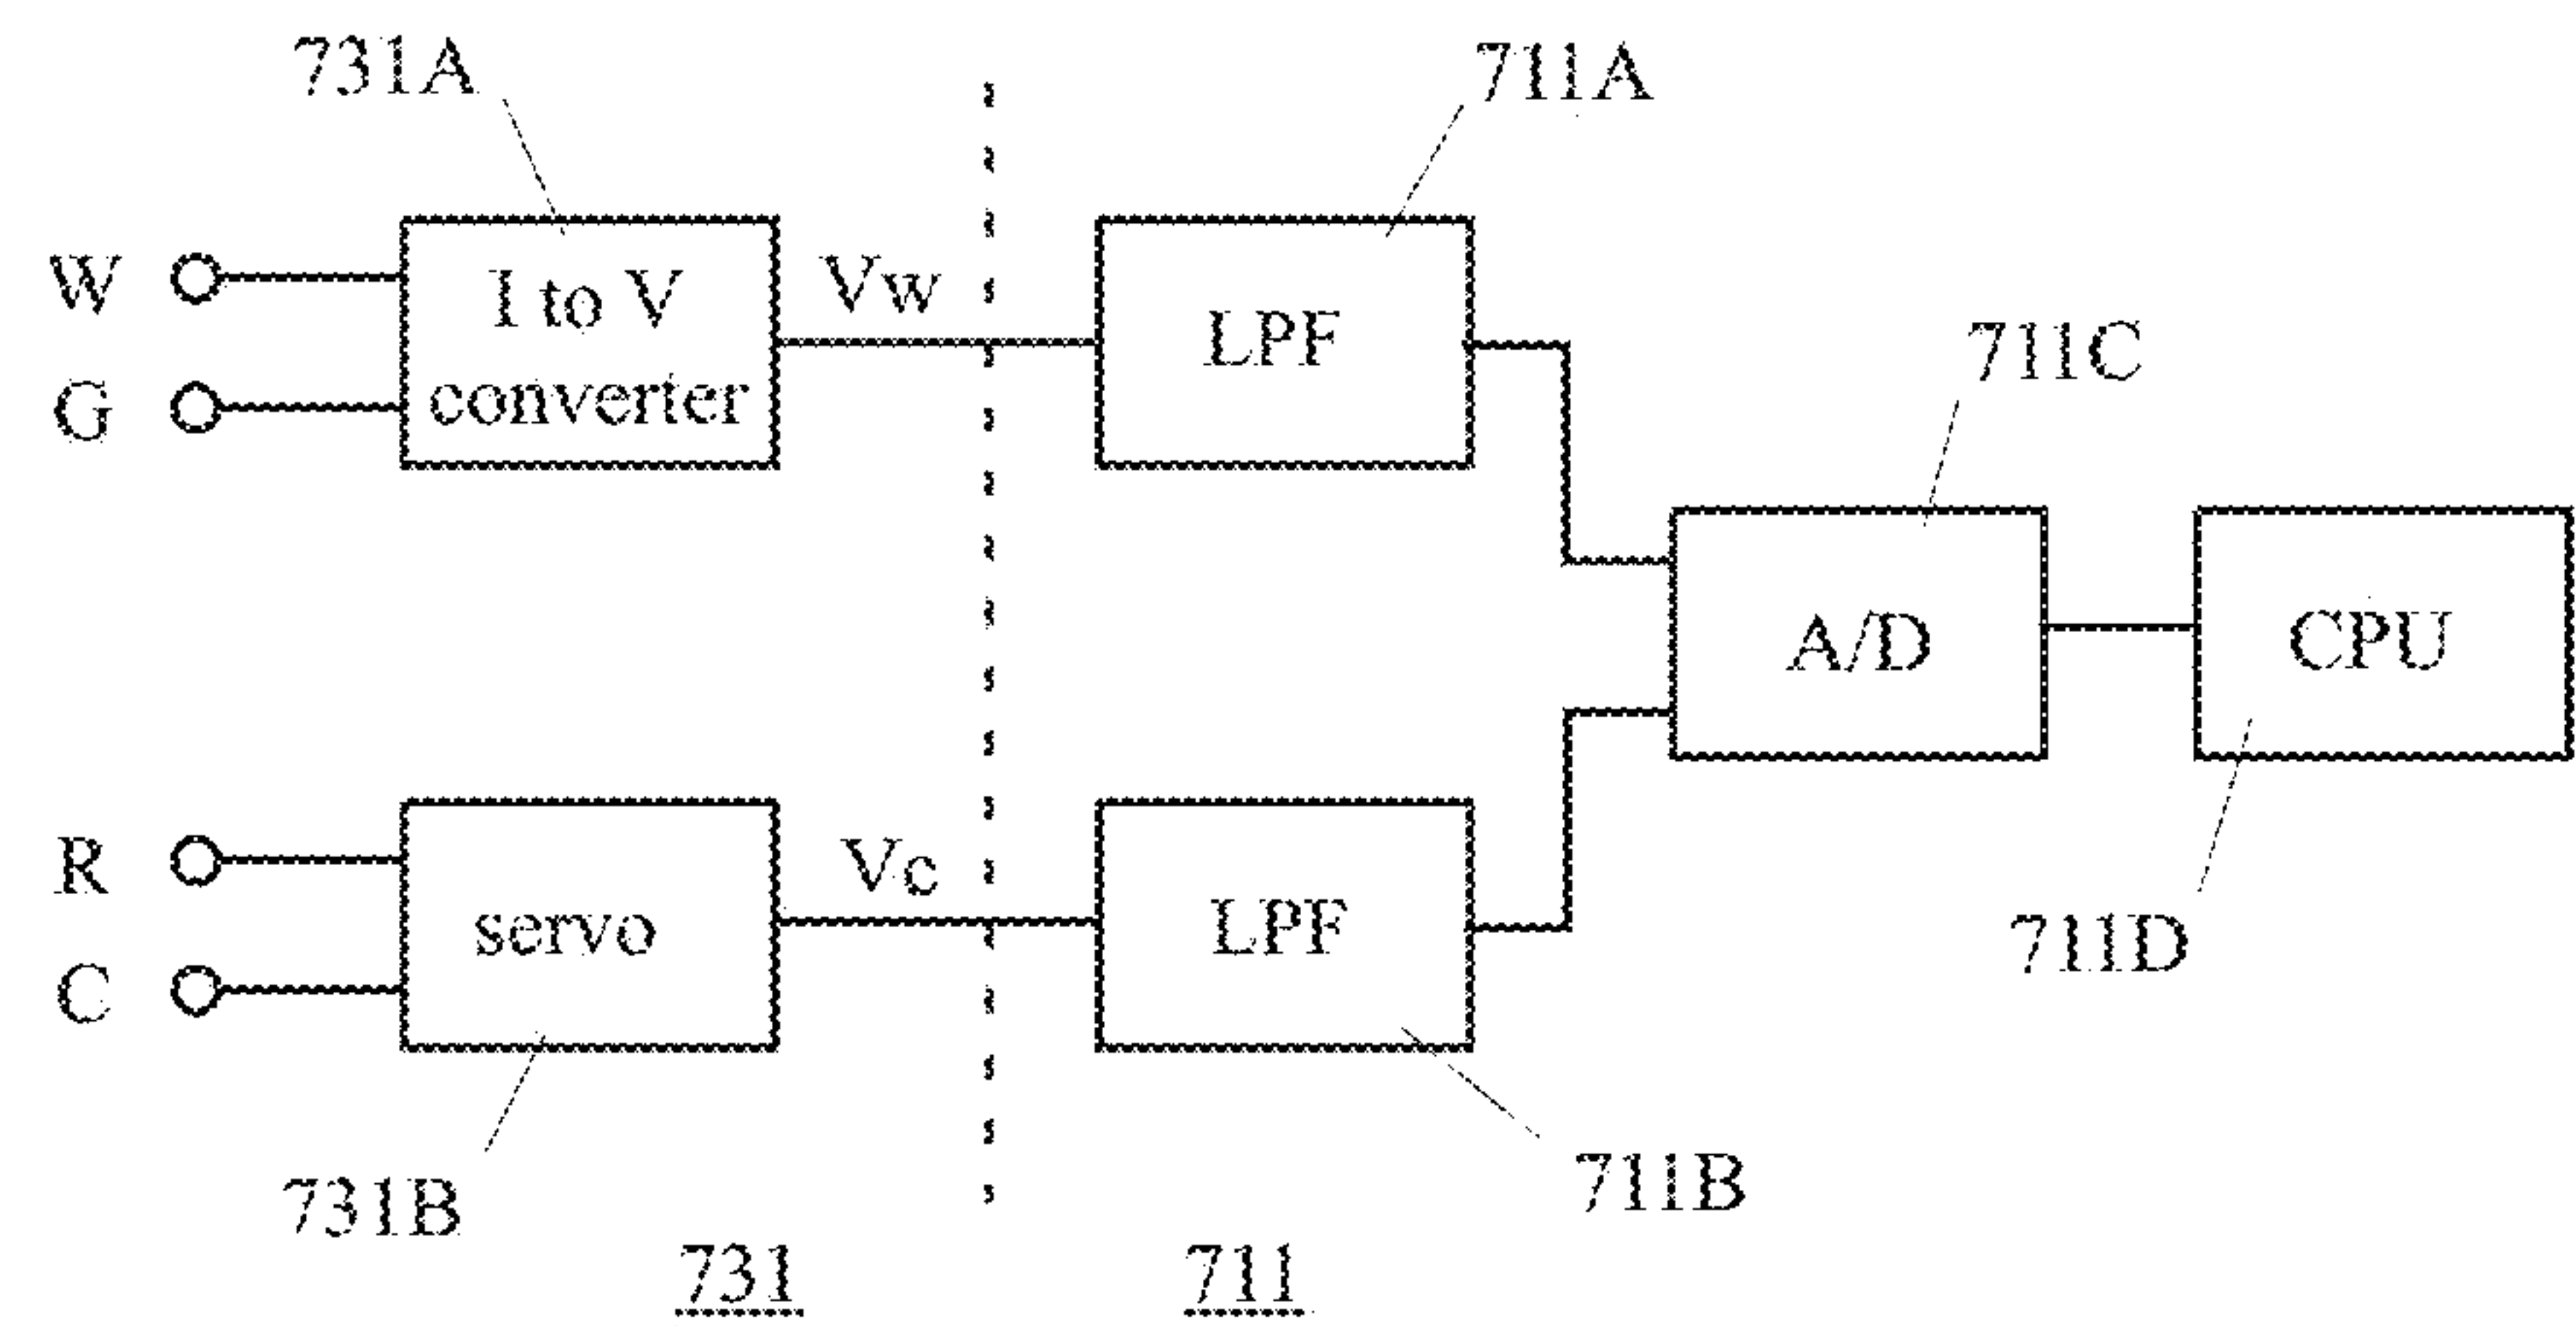 731A
711A
W
I to V
converter
Vw
LPF
711C
G
A/D
CPU
R
servo
Vc
LPF
C
711D
731B
711B
731
711